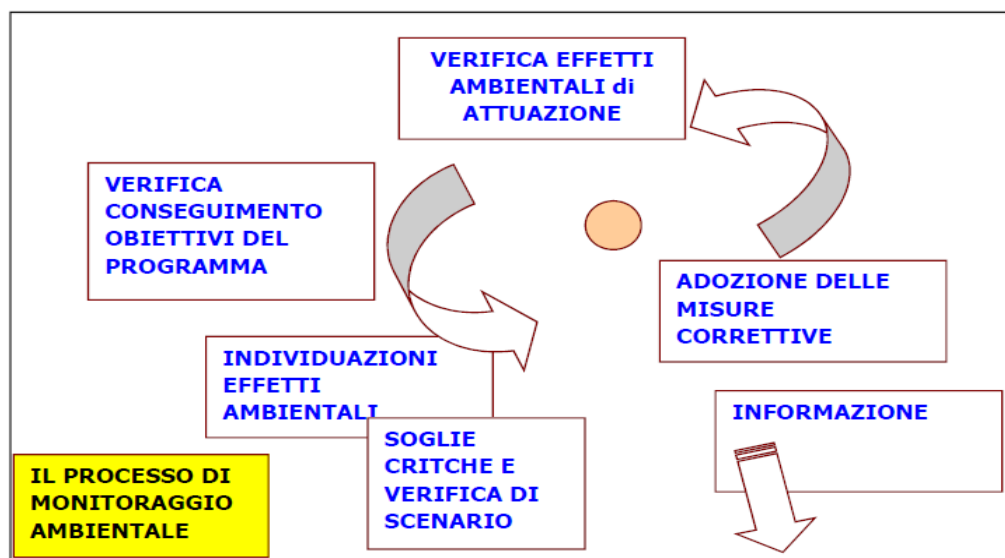 VERIFICA EFFETTI
AMBIENTALI di
ATTUAZIONE
VERIFICA
CONSEGUIMENTO
OBIETTIVI DEL
PROGRAMMA
ADOZIONE DELLE
MISURE
CORRETTIVE
INDIVIDUAZIONI
EFFETTI
AMBIENTALI
INFORMAZIONE
SOGLIE
CRITCHE E
VERIFICA DI
SCENARIO
IL PROCESSO DI
MONITORAGGIO
AMBIENTALE